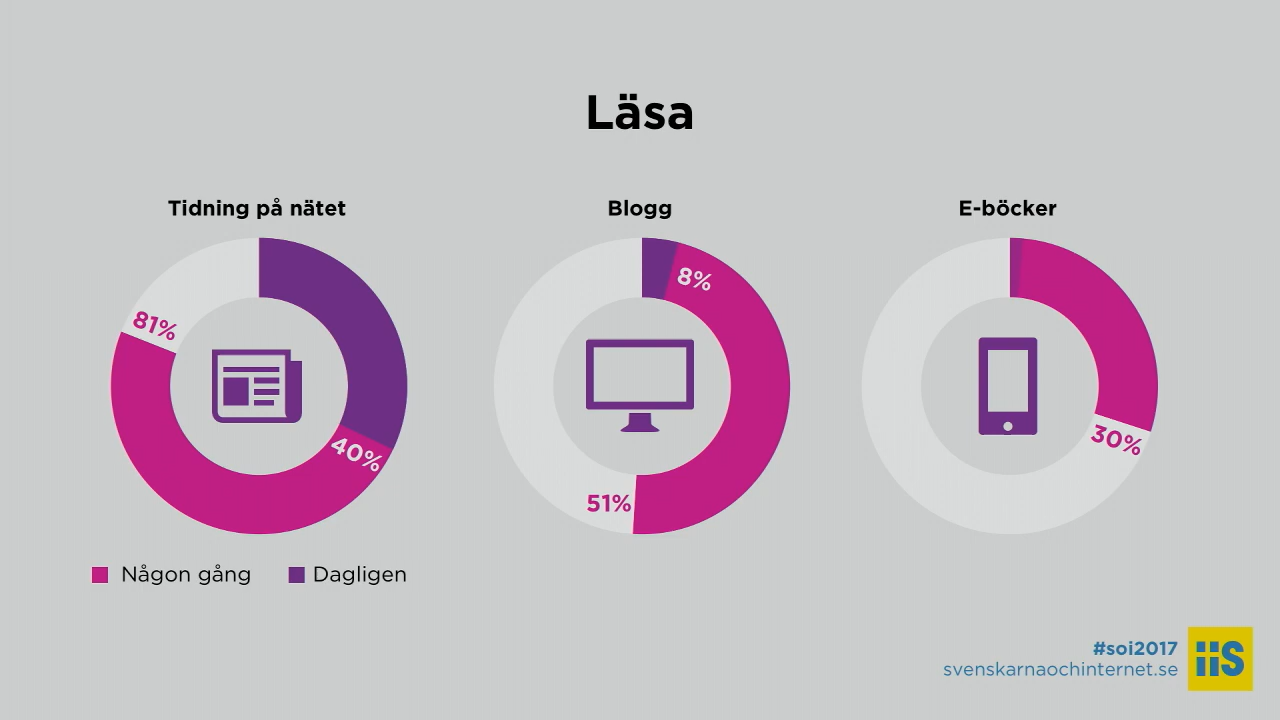 Läsa
Tidning på nätet
Blogg
E-böcker
81%
40%
8%
51%
30%
Någon gång
Dagligen
#soi2017
svenskarnaochinternet.se
iis